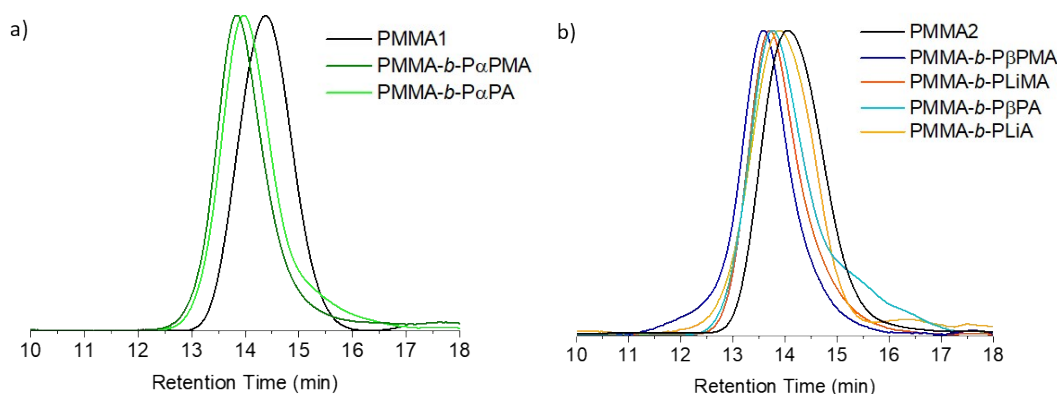 a)
PMMA1
PMMA-b-PαPMA
PMMA-b-PαPA
10 11 12 13 14 15 16 17 18
Retention Time (min)
b)
PMMA2
PMMA-b-PβPMA
PMMA-b-PLiMA
PMMA-b-PβPA
PMMA-b-PLiA
10 11 12 13 14 15 16 17 18
Retention Time (min)